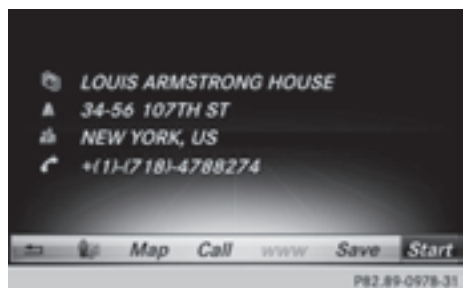 LOUIS ARMSTRONG HOUSE
34-56 107TH ST
NEW YORK, US
+(1)-(718)-4788274
Map Call www Save Start
P82.89-0978-31